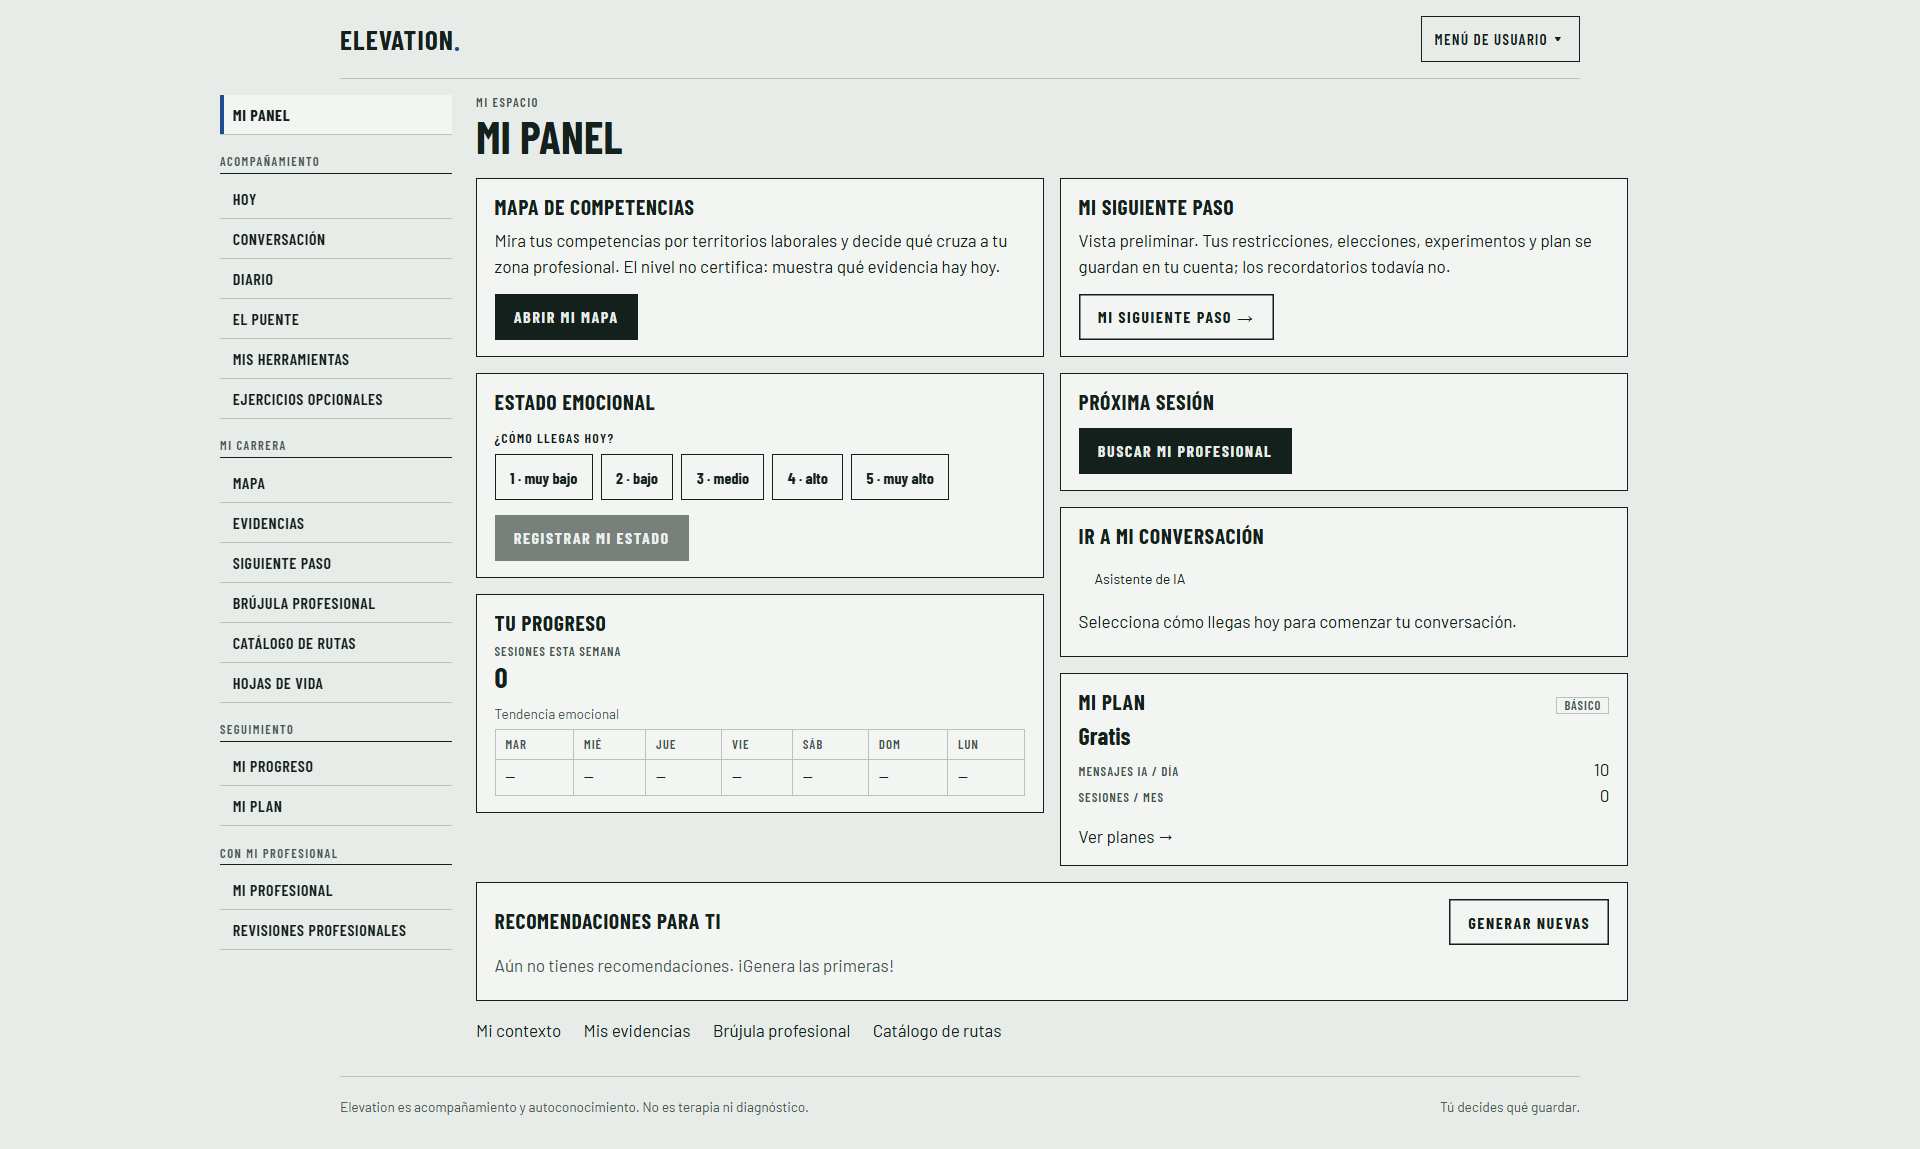 ELEVATION.
MENÚ DE USUARIO ▾
MI PANEL
ACOMPAÑAMIENTO
HOY
CONVERSACIÓN
DIARIO
EL PUENTE
MIS HERRAMIENTAS
EJERCICIOS OPCIONALES
MI CARRERA
MAPA
EVIDENCIAS
SIGUIENTE PASO
BRÚJULA PROFESIONAL
CATÁLOGO DE RUTAS
HOJAS DE VIDA
SEGUIMIENTO
MI PROGRESO
MI PLAN
CON MI PROFESIONAL
MI PROFESIONAL
REVISIONES PROFESIONALES
MI ESPACIO
MI PANEL
MAPA DE COMPETENCIAS
Mira tus competencias por territorios laborales y decide qué cruza a tu
zona profesional. El nivel no certifica: muestra qué evidencia hay hoy.
ABRIR MI MAPA
MI SIGUIENTE PASO
Vista preliminar. Tus restricciones, elecciones, experimentos y plan se
guardan en tu cuenta; los recordatorios todavía no.
MI SIGUIENTE PASO →
ESTADO EMOCIONAL
¿CÓMO LLEGAS HOY?
1 · muy bajo 2 · bajo 3 · medio 4 · alto 5 · muy alto
REGISTRAR MI ESTADO
PRÓXIMA SESIÓN
BUSCAR MI PROFESIONAL
IR A MI CONVERSACIÓN
Asistente de IA
Selecciona cómo llegas hoy para comenzar tu conversación.
TU PROGRESO
SESIONES ESTA SEMANA
0
Tendencia emocional
MAR MIÉ JUE VIE SÁB DOM LUN
— — — — — — —
MI PLAN BÁSICO
Gratis
MENSAJES IA / DÍA 10
SESIONES / MES 0
Ver planes →
RECOMENDACIONES PARA TI
GENERAR NUEVAS
Aún no tienes recomendaciones. ¡Genera las primeras!
Mi contexto Mis evidencias Brújula profesional Catálogo de rutas
Elevation es acompañamiento y autoconocimiento. No es terapia ni diagnóstico.
Tú decides qué guardar.